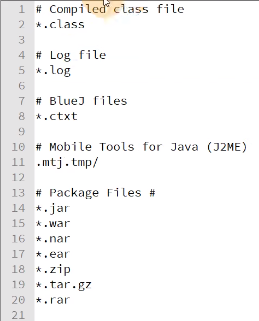 1 # Compiled class file
2 *.class
3
4 # Log file
5 *.log
6
7 # BlueJ files
8 *.ctxt
9
10 # Mobile Tools for Java (J2ME)
11 .mtj.tmp/
12
13 # Package Files #
14 *.jar
15 *.war
16 *.nar
17 *.ear
18 *.zip
19 *.tar.gz
20 *.rar
21